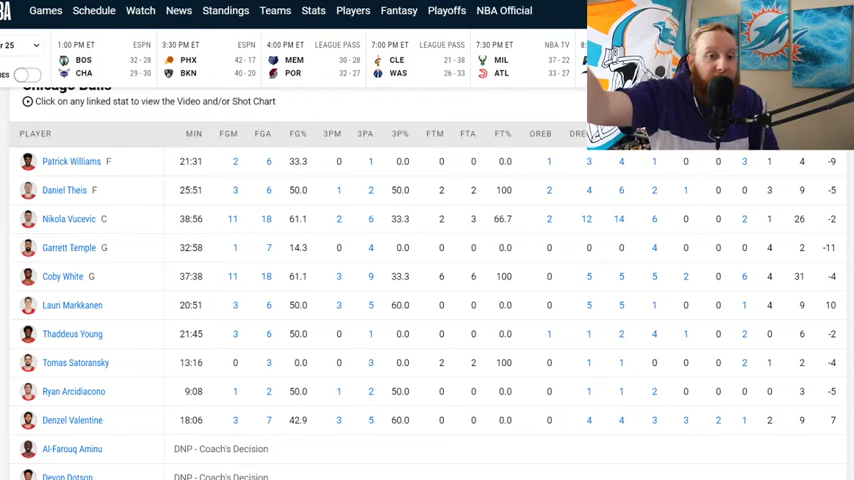 BA Games Schedule Watch News Standings Teams Stats Players Fantasy Playoffs NBA Official
r 25 1:00 PM ET ESPN 3:30 PM ET ESPN 4:00 PM ET LEAGUE PASS 7:00 PM ET LEAGUE PASS 7:30 PM ET NBA TV 8:
BOS 32 - 28 PHX 42 - 17 MEM 30 - 28 CLE 21 - 38 MIL 37 - 22
RES CHA 29 - 30 BKN 40 - 20 POR 32 - 27 WAS 26 - 33 ATL 33 - 27
Chicago Bulls
Click on any linked stat to view the Video and/or Shot Chart
PLAYER MIN FGM FGA FG% 3PM 3PA 3P% FTM FTA FT% OREB DRE
Patrick Williams F 21:31 2 6 33.3 0 1 0.0 0 0 0.0 1 3 4 1 0 0 3 1 4 -9
Daniel Theis F 25:51 3 6 50.0 1 2 50.0 2 2 100 2 4 6 2 1 0 0 3 9 -5
Nikola Vucevic C 38:56 11 18 61.1 2 6 33.3 2 3 66.7 2 12 14 6 0 0 2 1 26 -2
Garrett Temple G 32:58 1 7 14.3 0 4 0.0 0 0 0.0 0 0 0 4 0 0 0 4 2 -11
Coby White G 37:38 11 18 61.1 3 9 33.3 6 6 100 0 5 5 5 2 0 6 4 31 -4
Lauri Markkanen 20:51 3 6 50.0 3 5 60.0 0 0 0.0 0 5 5 1 0 0 1 4 9 10
Thaddeus Young 21:45 3 6 50.0 0 1 0.0 0 0 0.0 1 1 2 4 1 0 2 0 6 -2
Tomas Satoransky 13:16 0 3 0.0 0 3 0.0 2 2 100 0 1 1 0 0 0 2 1 2 -4
Ryan Arcidiacono 9:08 1 2 50.0 1 2 50.0 0 0 0.0 0 1 1 2 0 0 0 0 3 -5
Denzel Valentine 18:06 3 7 42.9 3 5 60.0 0 0 0.0 0 4 4 3 3 2 1 2 9 7
Al-Farouq Aminu DNP - Coach's Decision
Devon Dotson DNP - Coach's Decision